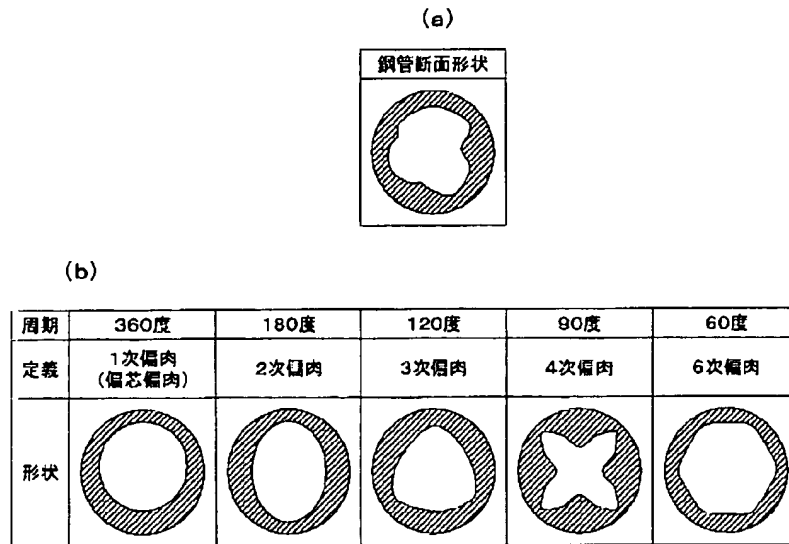 (a)
鋼管断面形状
(b)
周期 360度 180度 120度 90度 60度
定義 1次偏肉 (偏芯偏肉) 2次偏肉 3次偏肉 4次偏肉 6次偏肉
形状